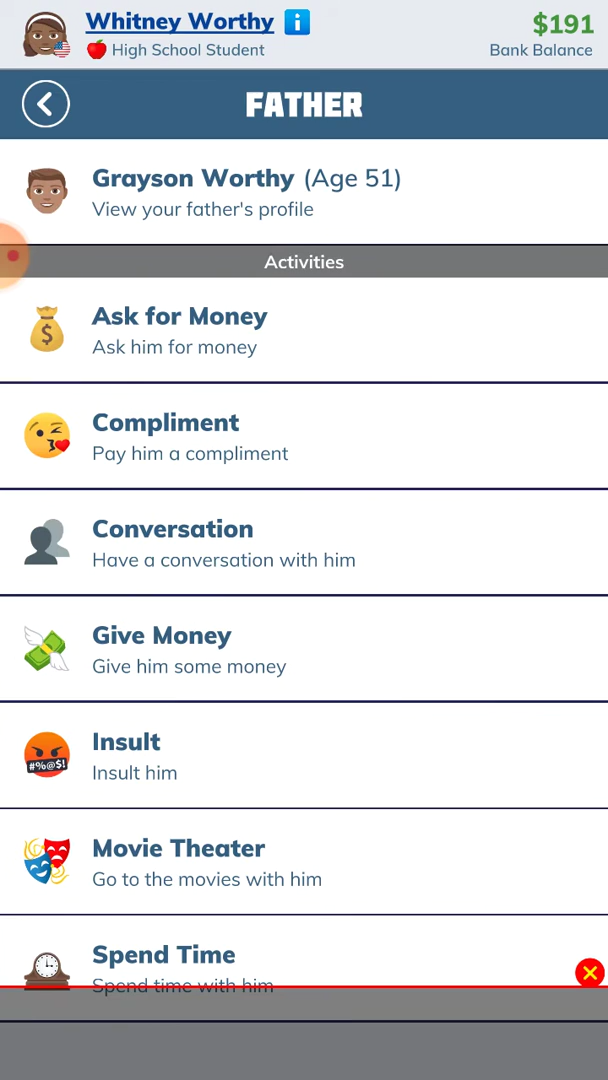 Whitney Worthy
$191
High School Student
Bank Balance
FATHER
Grayson Worthy (Age 51)
View your father's profile
Activities
$
Ask for Money
Ask him for money
Compliment
Pay him a compliment
Conversation
Have a conversation with him
Give Money
Give him some money
#%@$!
Insult
Insult him
Movie Theater
Go to the movies with him
Spend Time
Spend time with him